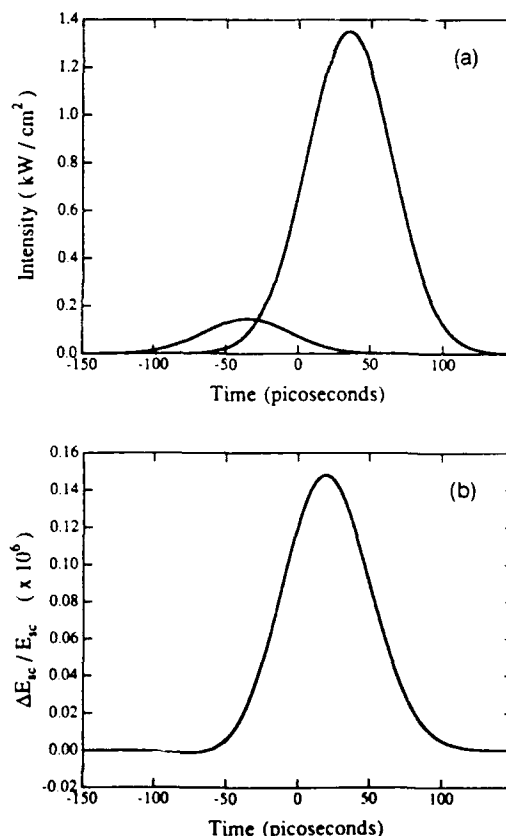 (a)
Intensity ( kW / cm²)
1.4
1.2
1.0
0.8
0.6
0.4
0.2
0.0
-150 -100 -50 0 50 100
Time (picoseconds)
(b)
ΔE_sc / E_sc ( x 10⁶)
0.16
0.14
0.12
0.10
0.08
0.06
0.04
0.02
0.00
-0.02
-150 -100 -50 0 50 100
Time (picoseconds)